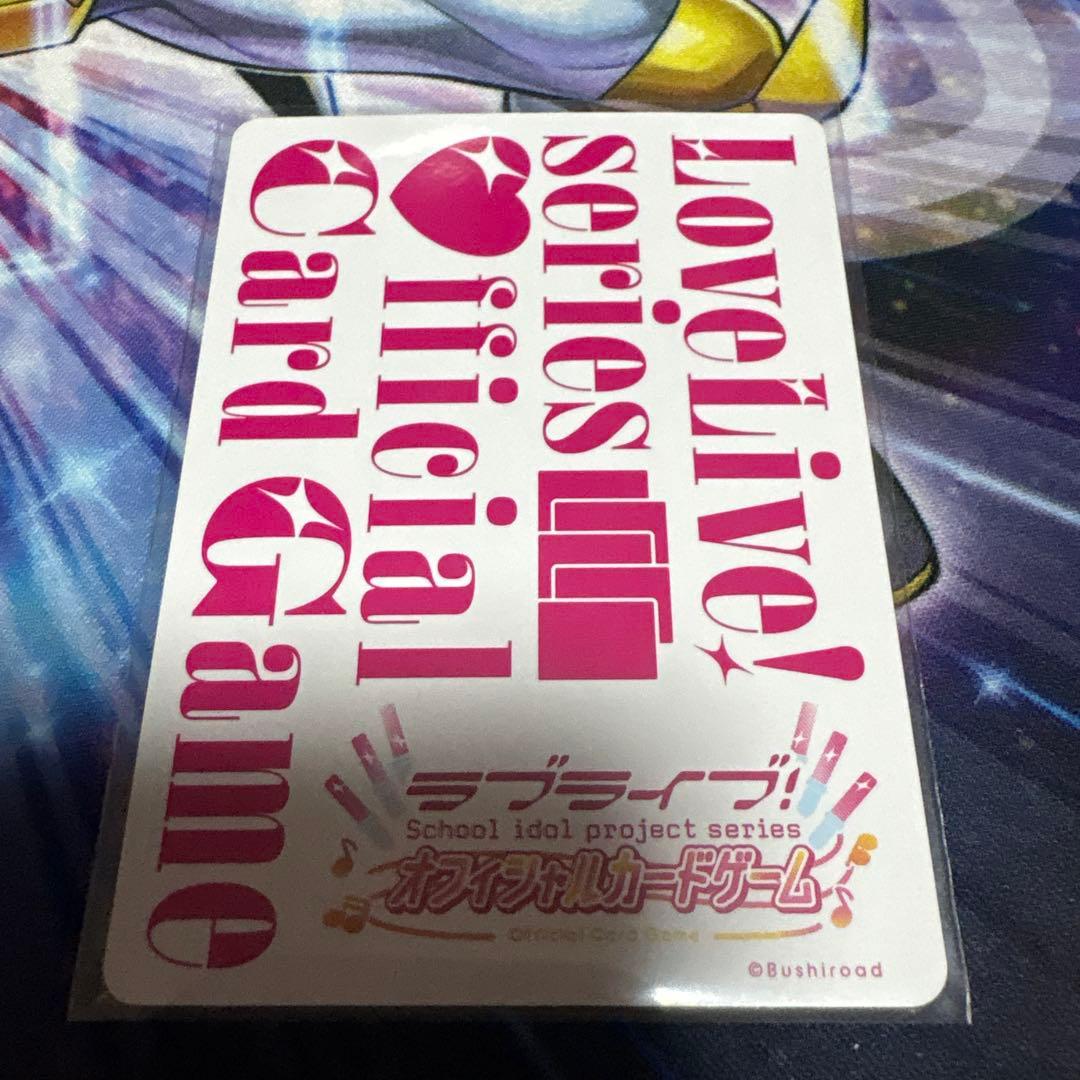 LoveLive!
series
♥fficial
Card Game
ラブライブ!
School idol project series
オフィシャルカードゲーム
Official Card Game
©Bushiroad